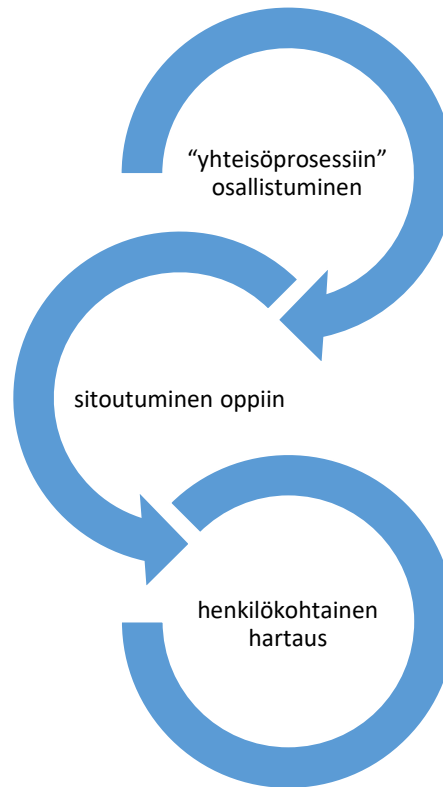 “yhteisöprosessiin”
osallistuminen
sitoutuminen oppiin
henkilökohtainen
hartaus